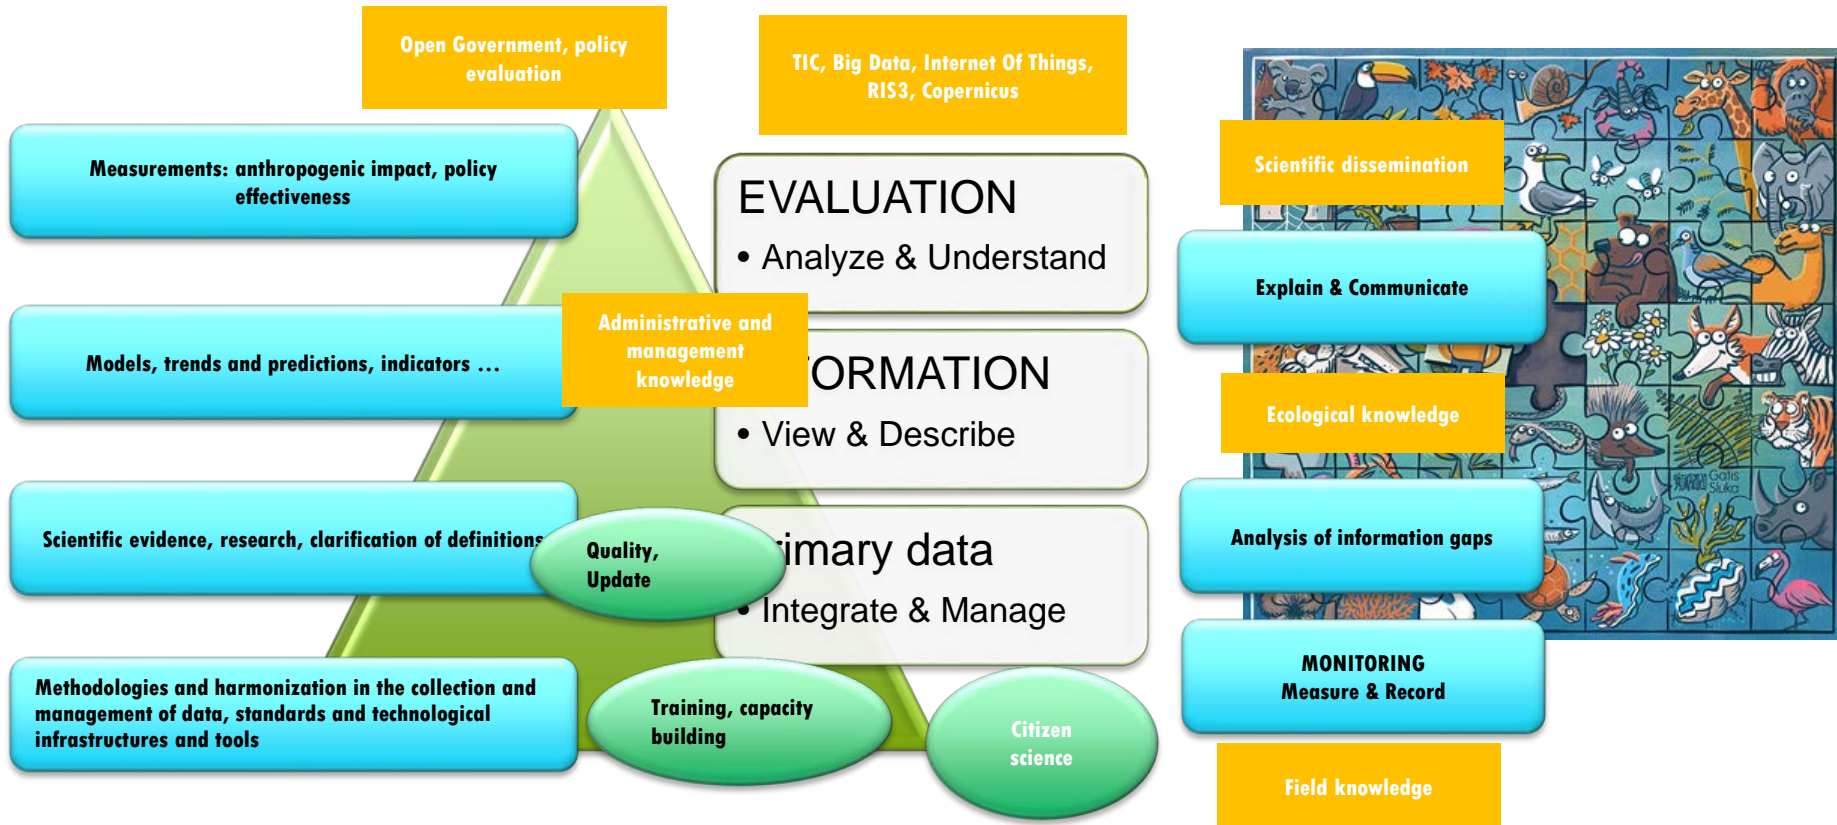 Open Government, policy
evaluation
TIC, Big Data, Internet Of Things,
RIS3, Copernicus
Measurements: anthropogenic impact, policy
effectiveness
EVALUATION
• Analyze & Understand
Scientific dissemination
Explain & Communicate
Models, trends and predictions, indicators ...
Administrative and
management
knowledge
ORMATION
• View & Describe
Ecological knowledge
Scientific evidence, research, clarification of definitions
Quality,
Update
rimary data
• Integrate & Manage
Analysis of information gaps
Gatis
Sluka
Methodologies and harmonization in the collection and
management of data, standards and technological
infrastructures and tools
Training, capacity
building
Citizen
science
MONITORING
Measure & Record
Field knowledge